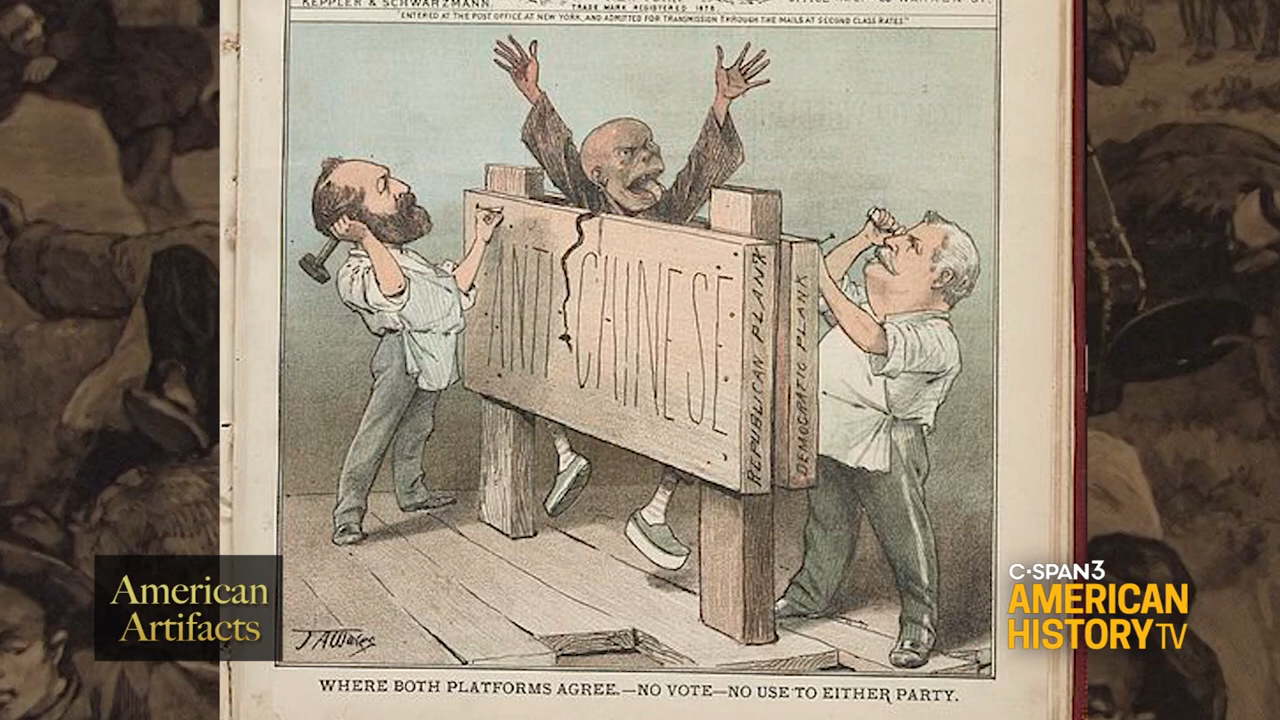 KEPPLER & SCHWARZMANN.
TRADE MARK REGISTERED 1878.
"ENTERED AT THE POST OFFICE AT NEW YORK, AND ADMITTED FOR TRANSMISSION THROUGH THE MAILS AT SECOND CLASS RATES."
ANTI CHINESE
REPUBLICAN PLANK
DEMOCRATIC PLANK
J A Wales
WHERE BOTH PLATFORMS AGREE.—NO VOTE—NO USE TO EITHER PARTY.
American
Artifacts
C·SPAN3
AMERICAN
HISTORY TV